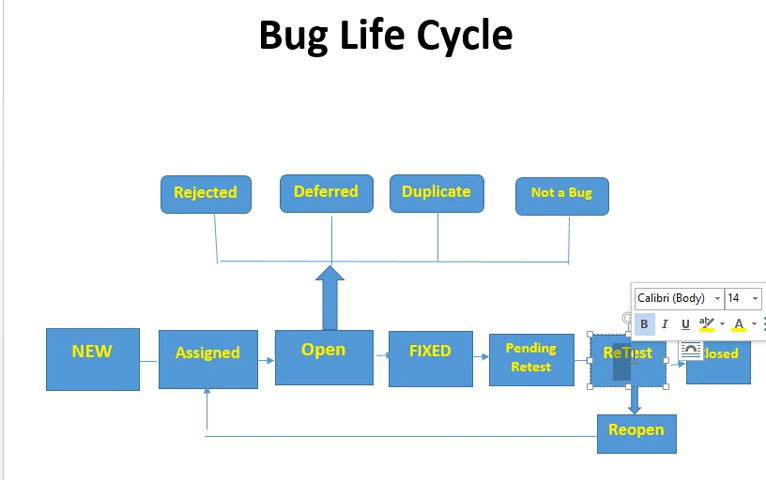 Bug Life Cycle
Rejected
Deferred
Duplicate
Not a Bug
Calibri (Body) 14
B I U ab A
NEW
Assigned
Open
FIXED
Pending
Retest
ReTest
losed
Reopen